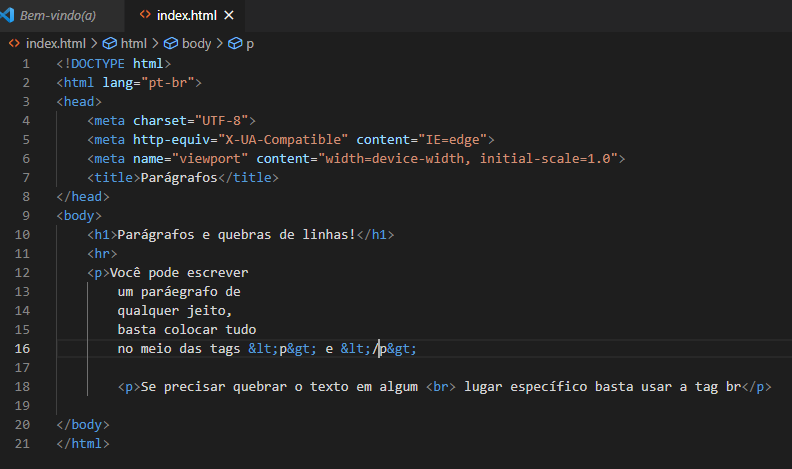 Bem-vindo(a) <> index.html ×
<> index.html > html > body > p
1 <!DOCTYPE html>
2 <html lang="pt-br">
3 <head>
4 <meta charset="UTF-8">
5 <meta http-equiv="X-UA-Compatible" content="IE=edge">
6 <meta name="viewport" content="width=device-width, initial-scale=1.0">
7 <title>Parágrafos</title>
8 </head>
9 <body>
10 <h1>Parágrafos e quebras de linhas!</h1>
11 <hr>
12 <p>Você pode escrever
13 um paráegrafo de
14 qualquer jeito,
15 basta colocar tudo
16 no meio das tags &lt;p&gt; e &lt;/p&gt;
17
18 <p>Se precisar quebrar o texto em algum <br> lugar específico basta usar a tag br</p>
19
20 </body>
21 </html>